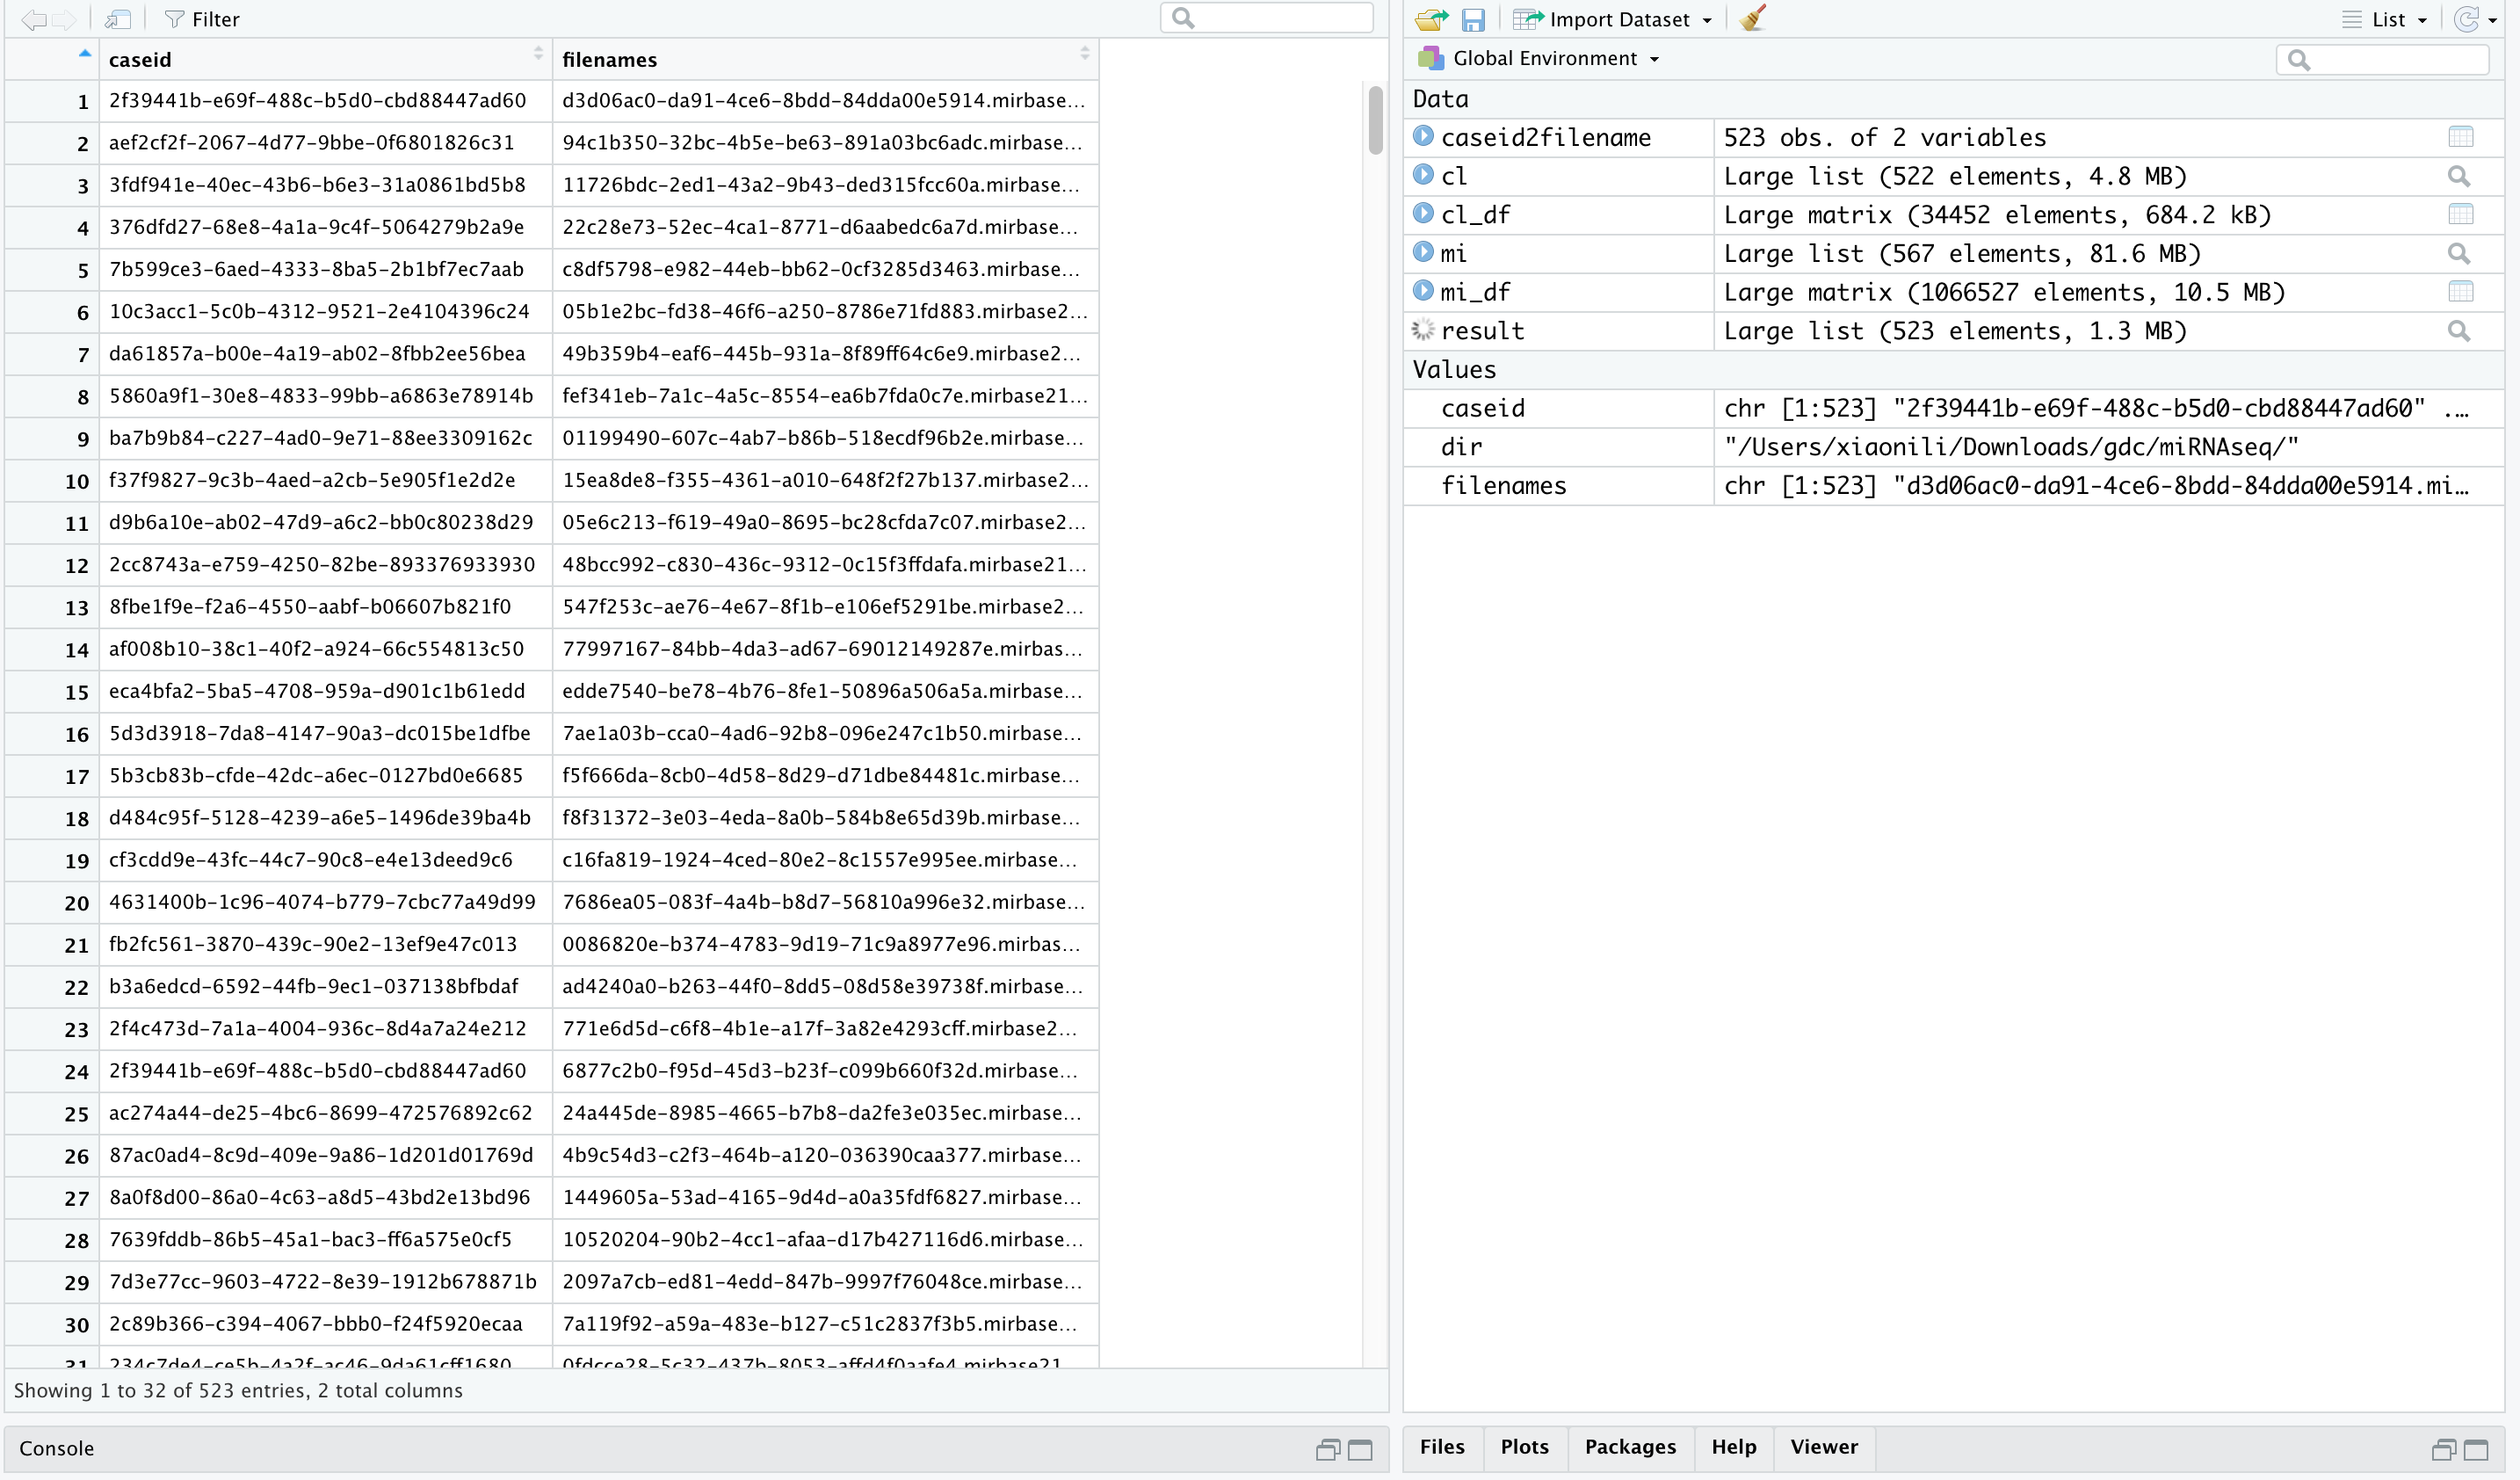 Filter
caseid filenames
1 2f39441b-e69f-488c-b5d0-cbd88447ad60 d3d06ac0-da91-4ce6-8bdd-84dda00e5914.mirbase...
2 aef2cf2f-2067-4d77-9bbe-0f6801826c31 94c1b350-32bc-4b5e-be63-891a03bc6adc.mirbase...
3 3fdf941e-40ec-43b6-b6e3-31a0861bd5b8 11726bdc-2ed1-43a2-9b43-ded315fcc60a.mirbase...
4 376dfd27-68e8-4a1a-9c4f-5064279b2a9e 22c28e73-52ec-4ca1-8771-d6aabedc6a7d.mirbase...
5 7b599ce3-6aed-4333-8ba5-2b1bf7ec7aab c8df5798-e982-44eb-bb62-0cf3285d3463.mirbase...
6 10c3acc1-5c0b-4312-9521-2e4104396c24 05b1e2bc-fd38-46f6-a250-8786e71fd883.mirbase2...
7 da61857a-b00e-4a19-ab02-8fbb2ee56bea 49b359b4-eaf6-445b-931a-8f89ff64c6e9.mirbase2...
8 5860a9f1-30e8-4833-99bb-a6863e78914b fef341eb-7a1c-4a5c-8554-ea6b7fda0c7e.mirbase21...
9 ba7b9b84-c227-4ad0-9e71-88ee3309162c 01199490-607c-4ab7-b86b-518ecdf96b2e.mirbase...
10 f37f9827-9c3b-4aed-a2cb-5e905f1e2d2e 15ea8de8-f355-4361-a010-648f2f27b137.mirbase2...
11 d9b6a10e-ab02-47d9-a6c2-bb0c80238d29 05e6c213-f619-49a0-8695-bc28cfda7c07.mirbase2...
12 2cc8743a-e759-4250-82be-893376933930 48bcc992-c830-436c-9312-0c15f3ffdafa.mirbase21...
13 8fbe1f9e-f2a6-4550-aabf-b06607b821f0 547f253c-ae76-4e67-8f1b-e106ef5291be.mirbase2...
14 af008b10-38c1-40f2-a924-66c554813c50 77997167-84bb-4da3-ad67-69012149287e.mirbas...
15 eca4bfa2-5ba5-4708-959a-d901c1b61edd edde7540-be78-4b76-8fe1-50896a506a5a.mirbase...
16 5d3d3918-7da8-4147-90a3-dc015be1dfbe 7ae1a03b-cca0-4ad6-92b8-096e247c1b50.mirbase...
17 5b3cb83b-cfde-42dc-a6ec-0127bd0e6685 f5f666da-8cb0-4d58-8d29-d71dbe84481c.mirbase...
18 d484c95f-5128-4239-a6e5-1496de39ba4b f8f31372-3e03-4eda-8a0b-584b8e65d39b.mirbase...
19 cf3cdd9e-43fc-44c7-90c8-e4e13deed9c6 c16fa819-1924-4ced-80e2-8c1557e995ee.mirbase...
20 4631400b-1c96-4074-b779-7cbc77a49d99 7686ea05-083f-4a4b-b8d7-56810a996e32.mirbase...
21 fb2fc561-3870-439c-90e2-13ef9e47c013 0086820e-b374-4783-9d19-71c9a8977e96.mirbas...
22 b3a6edcd-6592-44fb-9ec1-037138bfbdaf ad4240a0-b263-44f0-8dd5-08d58e39738f.mirbase...
23 2f4c473d-7a1a-4004-936c-8d4a7a24e212 771e6d5d-c6f8-4b1e-a17f-3a82e4293cff.mirbase2...
24 2f39441b-e69f-488c-b5d0-cbd88447ad60 6877c2b0-f95d-45d3-b23f-c099b660f32d.mirbase...
25 ac274a44-de25-4bc6-8699-472576892c62 24a445de-8985-4665-b7b8-da2fe3e035ec.mirbase...
26 87ac0ad4-8c9d-409e-9a86-1d201d01769d 4b9c54d3-c2f3-464b-a120-036390caa377.mirbase...
27 8a0f8d00-86a0-4c63-a8d5-43bd2e13bd96 1449605a-53ad-4165-9d4d-a0a35fdf6827.mirbase...
28 7639fddb-86b5-45a1-bac3-ff6a575e0cf5 10520204-90b2-4cc1-afaa-d17b427116d6.mirbase...
29 7d3e77cc-9603-4722-8e39-1912b678871b 2097a7cb-ed81-4edd-847b-9997f76048ce.mirbase...
30 2c89b366-c394-4067-bbb0-f24f5920ecaa 7a119f92-a59a-483e-b127-c51c2837f3b5.mirbase...
31 234c7de4-ce5b-4a2f-ac46-9da61cff1680 0fdcce28-5c32-437b-8053-affd4f0aafe4.mirbase21
Showing 1 to 32 of 523 entries, 2 total columns
Console
Import Dataset List
Global Environment
Data
caseid2filename 523 obs. of 2 variables
cl Large list (522 elements, 4.8 MB)
cl_df Large matrix (34452 elements, 684.2 kB)
mi Large list (567 elements, 81.6 MB)
mi_df Large matrix (1066527 elements, 10.5 MB)
result Large list (523 elements, 1.3 MB)
Values
caseid chr [1:523] "2f39441b-e69f-488c-b5d0-cbd88447ad60" .…
dir "/Users/xiaonili/Downloads/gdc/miRNAseq/"
filenames chr [1:523] "d3d06ac0-da91-4ce6-8bdd-84dda00e5914.mi…
Files Plots Packages Help Viewer